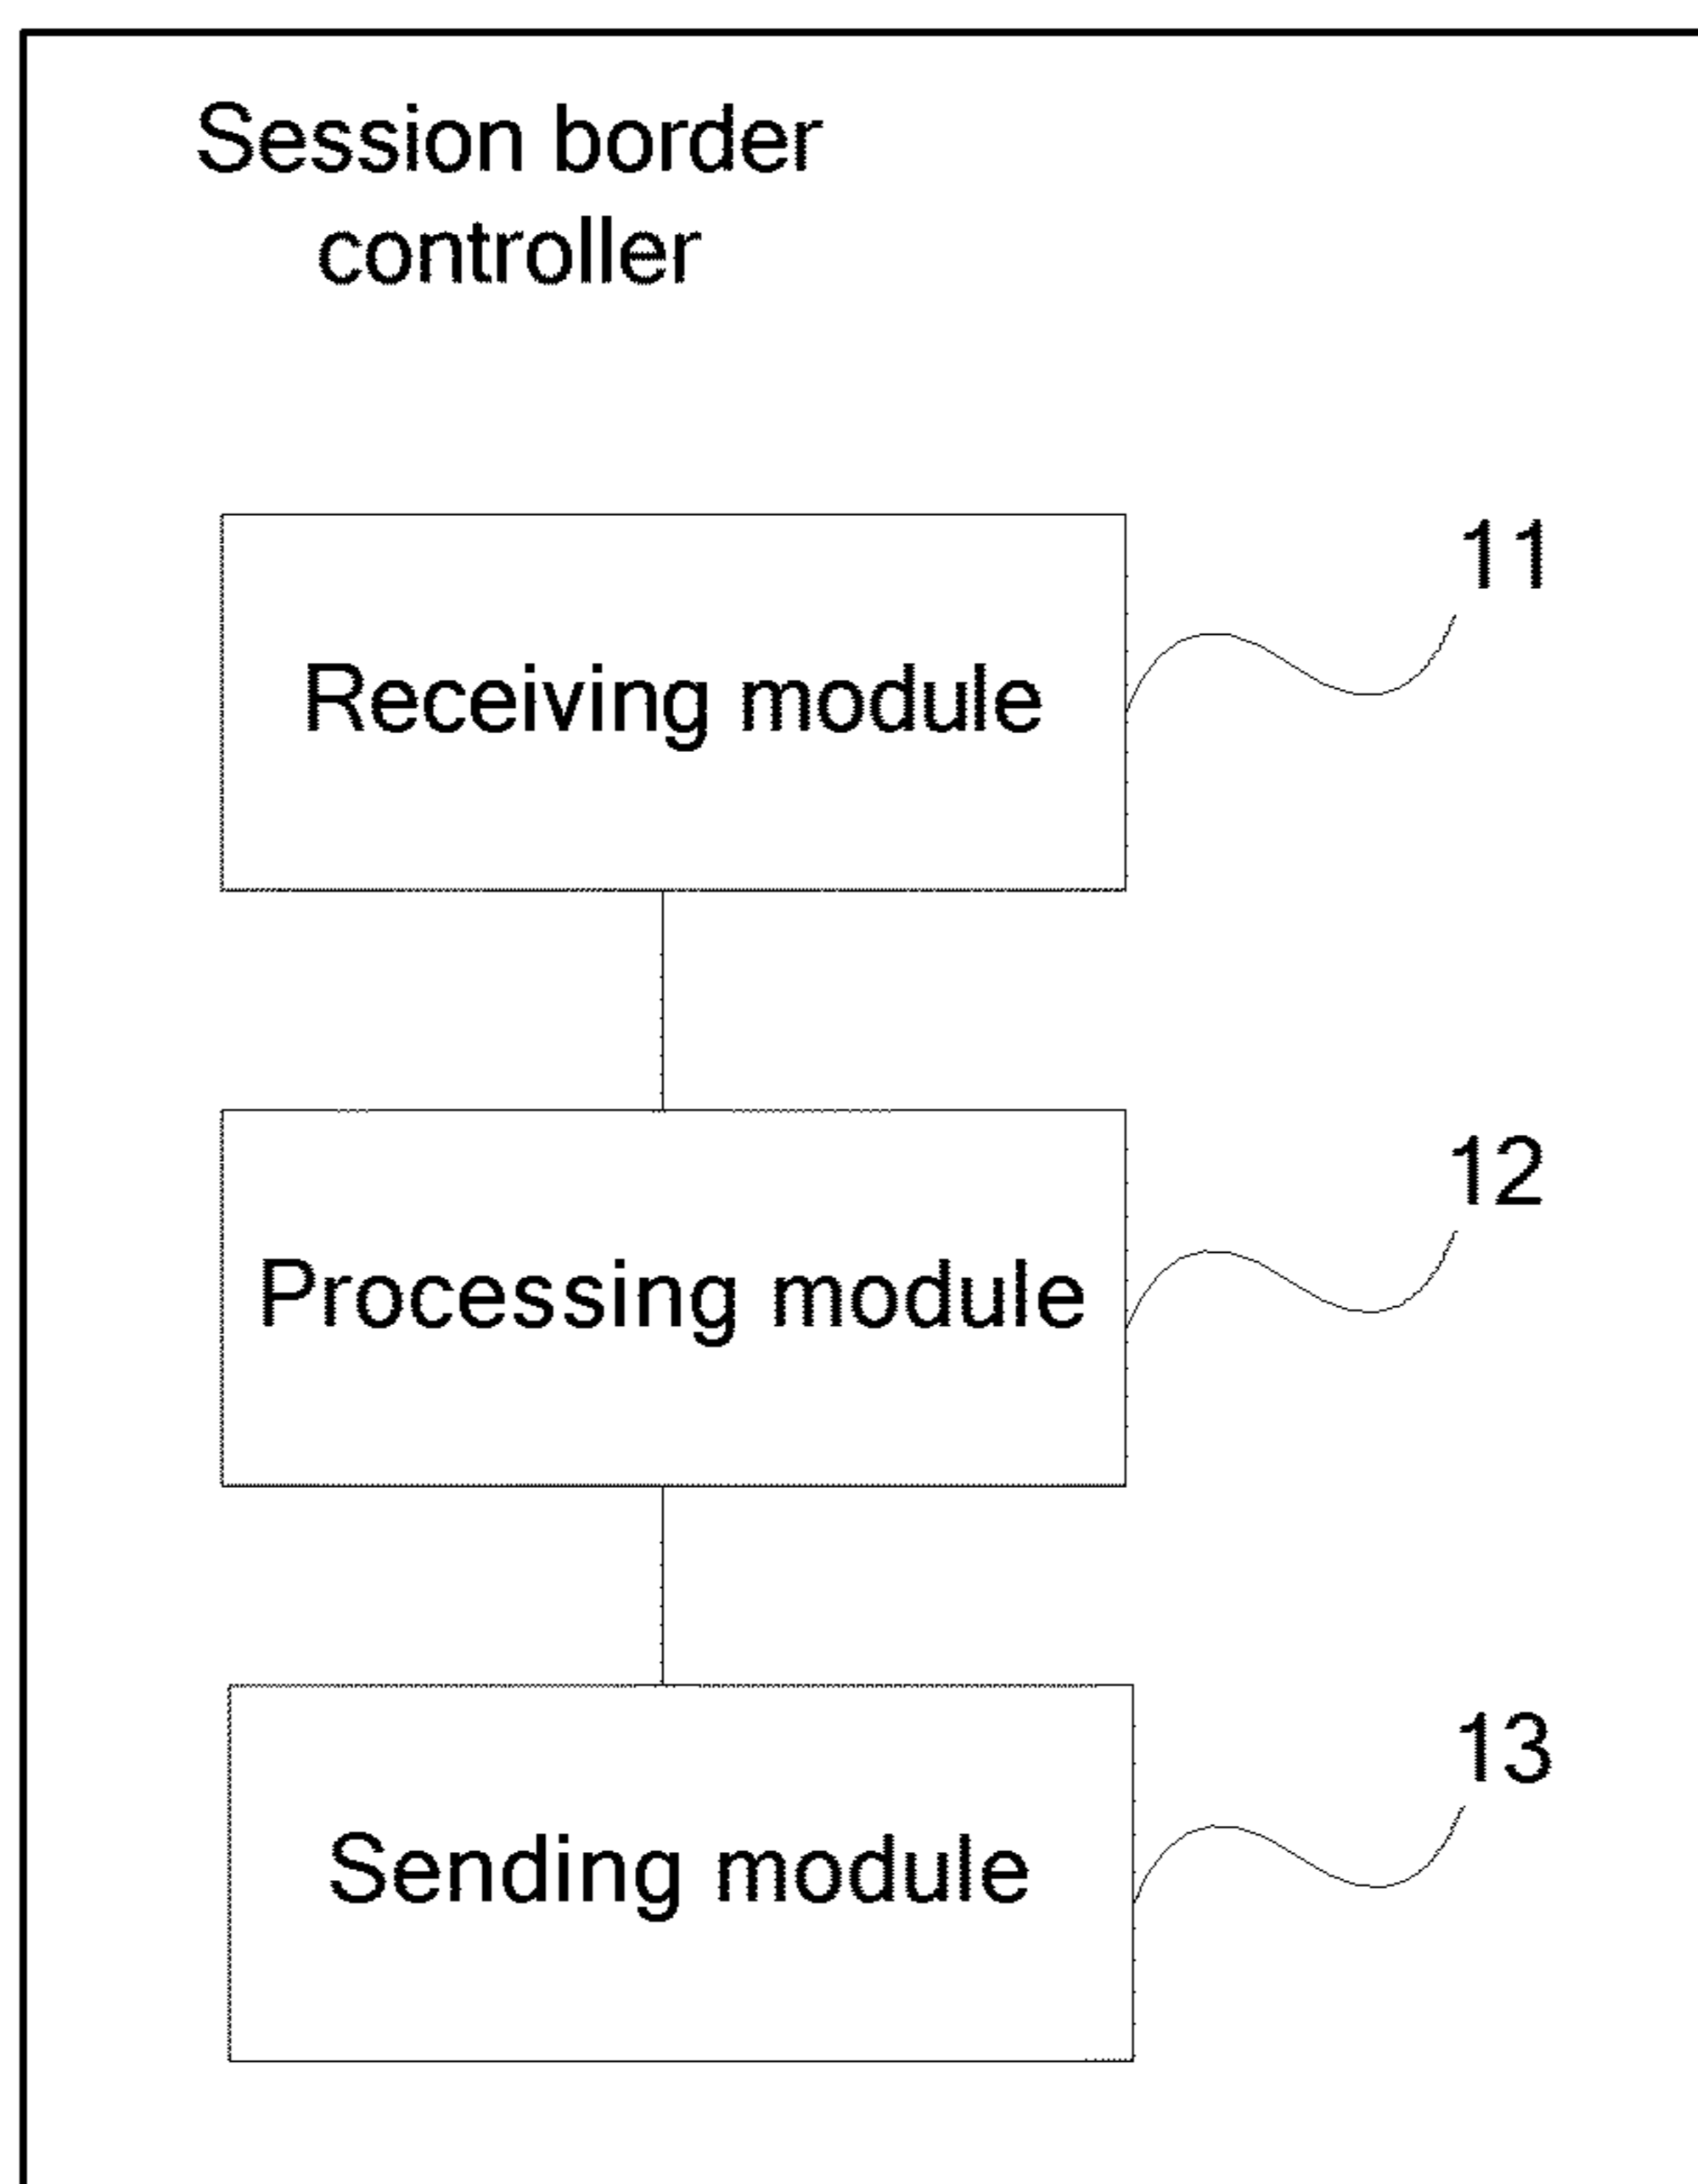 Session border
controller
11
Receiving module
12
Processing module
13
Sending module